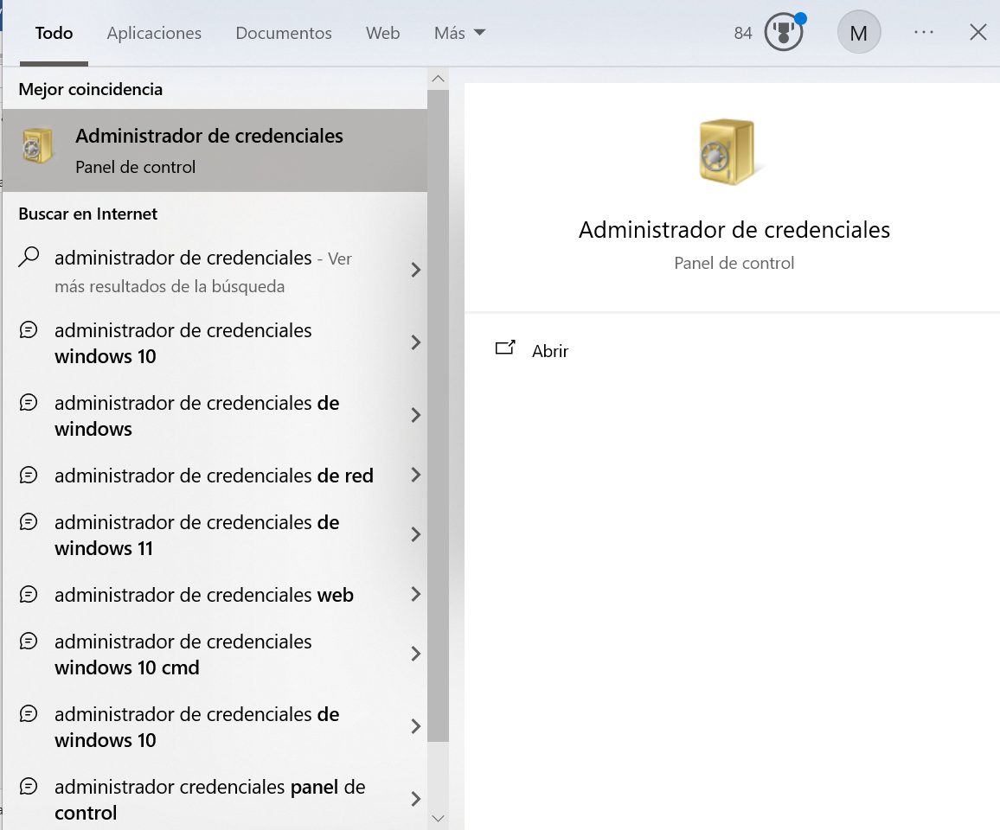 Todo Aplicaciones Documentos Web Más 84 M
Mejor coincidencia
Administrador de credenciales
Panel de control
Buscar en Internet
administrador de credenciales - Ver
más resultados de la búsqueda
administrador de credenciales
windows 10
administrador de credenciales de
windows
administrador de credenciales de red
administrador de credenciales de
windows 11
administrador de credenciales web
administrador de credenciales
windows 10 cmd
administrador de credenciales de
windows 10
administrador credenciales panel de
control
Administrador de credenciales
Panel de control
Abrir